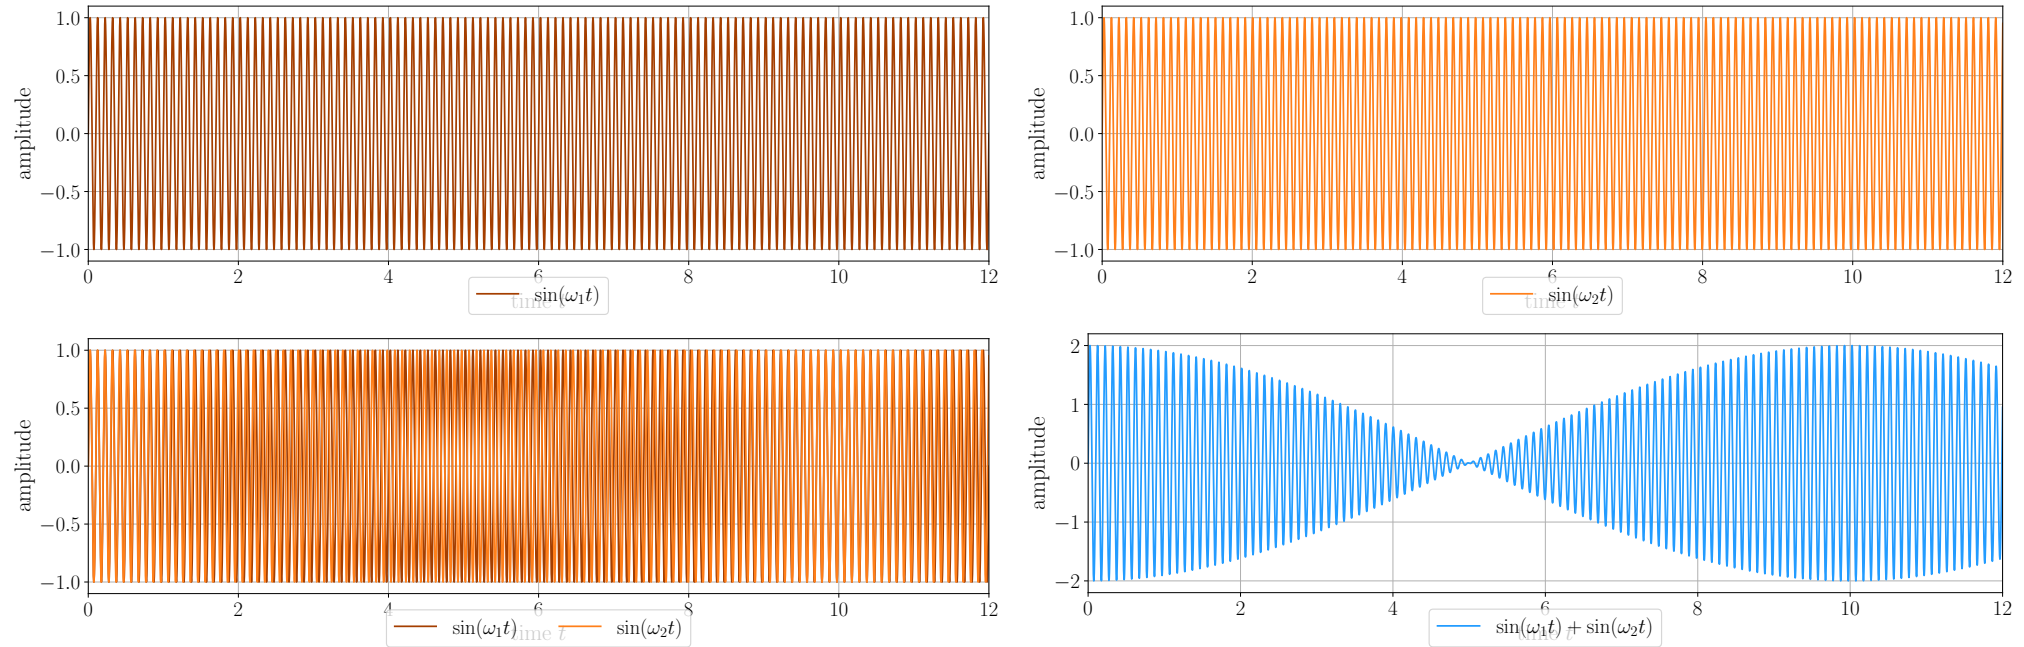 1.0
0.5
0.0
−0.5
−1.0
amplitude
0 2 4 6 8 10 12
time t
sin(ω₁t)
1.0
0.5
0.0
−0.5
−1.0
amplitude
0 2 4 6 8 10 12
time t
sin(ω₂t)
1.0
0.5
0.0
−0.5
−1.0
amplitude
0 2 4 6 8 10 12
time t
sin(ω₁t) sin(ω₂t)
2
1
0
−1
−2
amplitude
0 2 4 6 8 10 12
time t
sin(ω₁t) + sin(ω₂t)